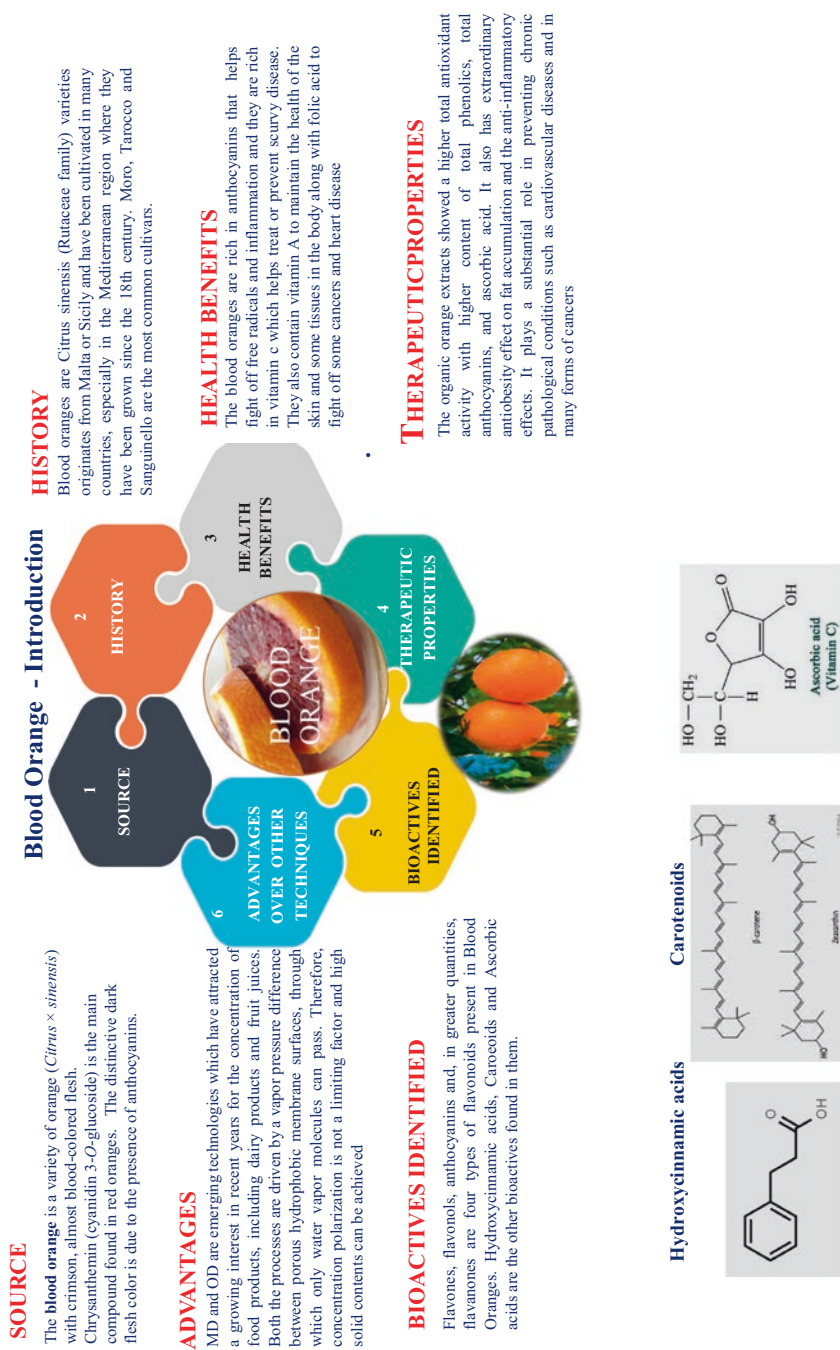 Blood Orange - Introduction
SOURCE
The blood orange is a variety of orange (Citrus × sinensis)
with crimson, almost blood-colored flesh.
Chrysanthemin (cyanidin 3-O-glucoside) is the main
compound found in red oranges. The distinctive dark
flesh color is due to the presence of anthocyanins.
ADVANTAGES
MD and OD are emerging technologies which have attracted
a growing interest in recent years for the concentration of
food products, including dairy products and fruit juices.
Both the processes are driven by a vapor pressure difference
between porous hydrophobic membrane surfaces, through
which only water vapor molecules can pass. Therefore,
concentration polarization is not a limiting factor and high
solid contents can be achieved
BIOACTIVES IDENTIFIED
Flavones, flavonols, anthocyanins and, in greater quantities,
flavanones are four types of flavonoids present in Blood
Oranges. Hydroxycinnamic acids, Caroeoids and Ascorbic
acids are the other bioactives found in them.
1
SOURCE
2
HISTORY
3
HEALTH
BENEFITS
4
THERAPEUTIC
PROPERTIES
5
BIOACTIVES
IDENTIFIED
6
ADVANTAGES
OVER OTHER
TECHNIQUES
BLOOD
ORANGE
HISTORY
Blood oranges are Citrus sinensis (Rutaceae family) varieties
originates from Malta or Sicily and have been cultivated in many
countries, especially in the Mediterranean region where they
have been grown since the 18th century. Moro, Tarocco and
Sanguinello are the most common cultivars.
HEALTH BENEFITS
The blood oranges are rich in anthocyanins that helps
fight off free radicals and inflammation and they are rich
in vitamin c which helps treat or prevent scurvy disease.
They also contain vitamin A to maintain the health of the
skin and some tissues in the body along with folic acid to
fight off some cancers and heart disease
.
THERAPEUTICPROPERTIES
The organic orange extracts showed a higher total antioxidant
activity with higher content of total phenolics, total
anthocyanins, and ascorbic acid. It also has extraordinary
antiobesity effect on fat accumulation and the anti-inflammatory
effects. It plays a substantial role in preventing chronic
pathological conditions such as cardiovascular diseases and in
many forms of cancers
Hydroxycinnamic acids
O
OH
Carotenoids
β-carotene
OH
HO
Zeaxanthin
HO—CH2
HO—C
H
O
O
HO
OH
Ascorbic acid
(Vitamin C)